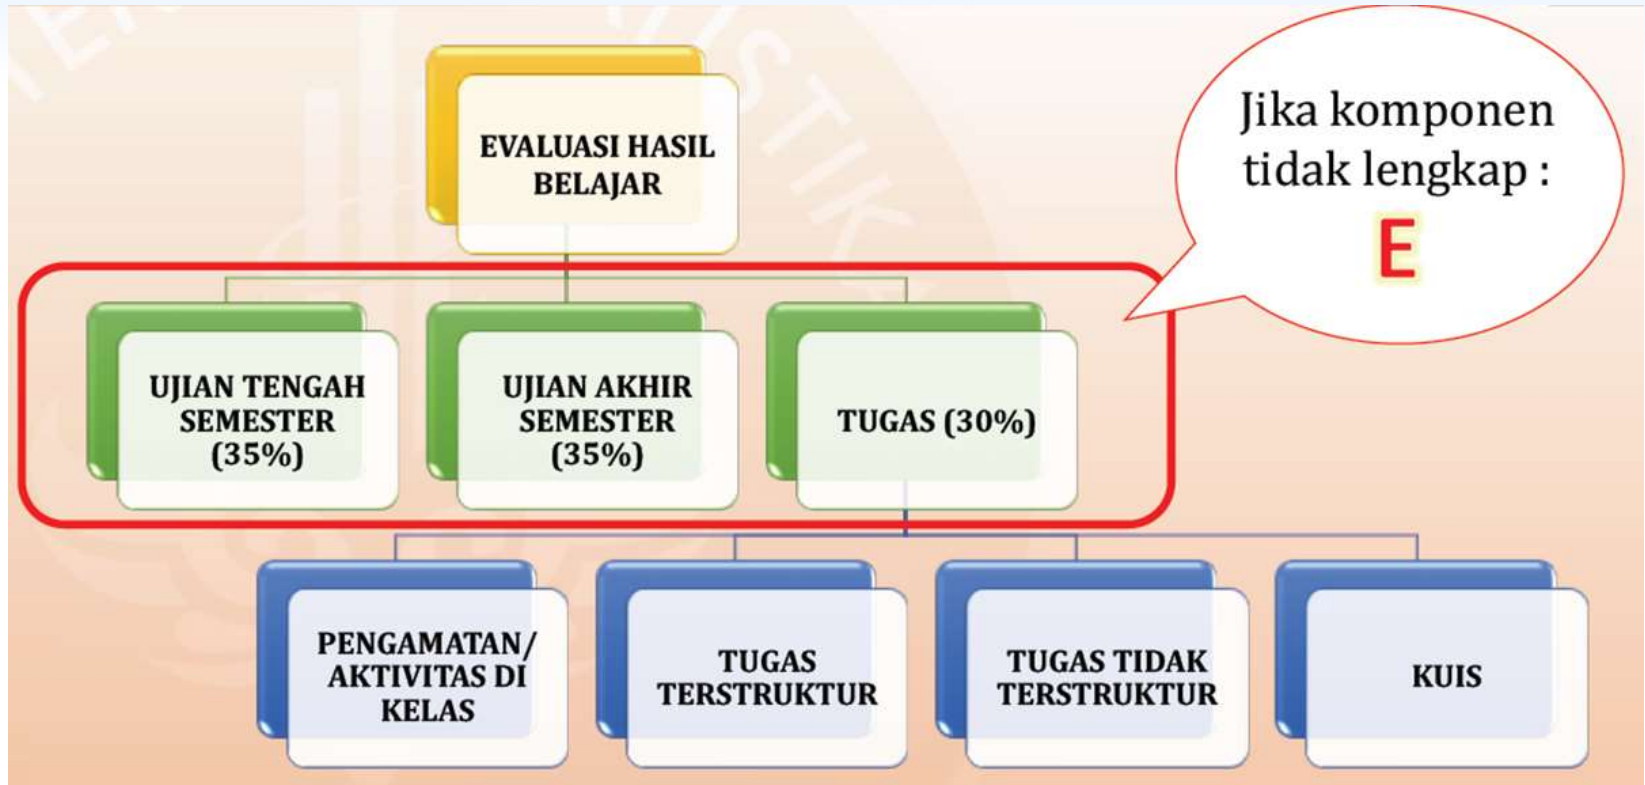 EVALUASI HASIL
BELAJAR
Jika komponen
tidak lengkap :
E
UJIAN TENGAH
SEMESTER
(35%)
UJIAN AKHIR
SEMESTER
(35%)
TUGAS (30%)
PENGAMATAN/
AKTIVITAS DI
KELAS
TUGAS
TERSTRUKTUR
TUGAS TIDAK
TERSTRUKTUR
KUIS